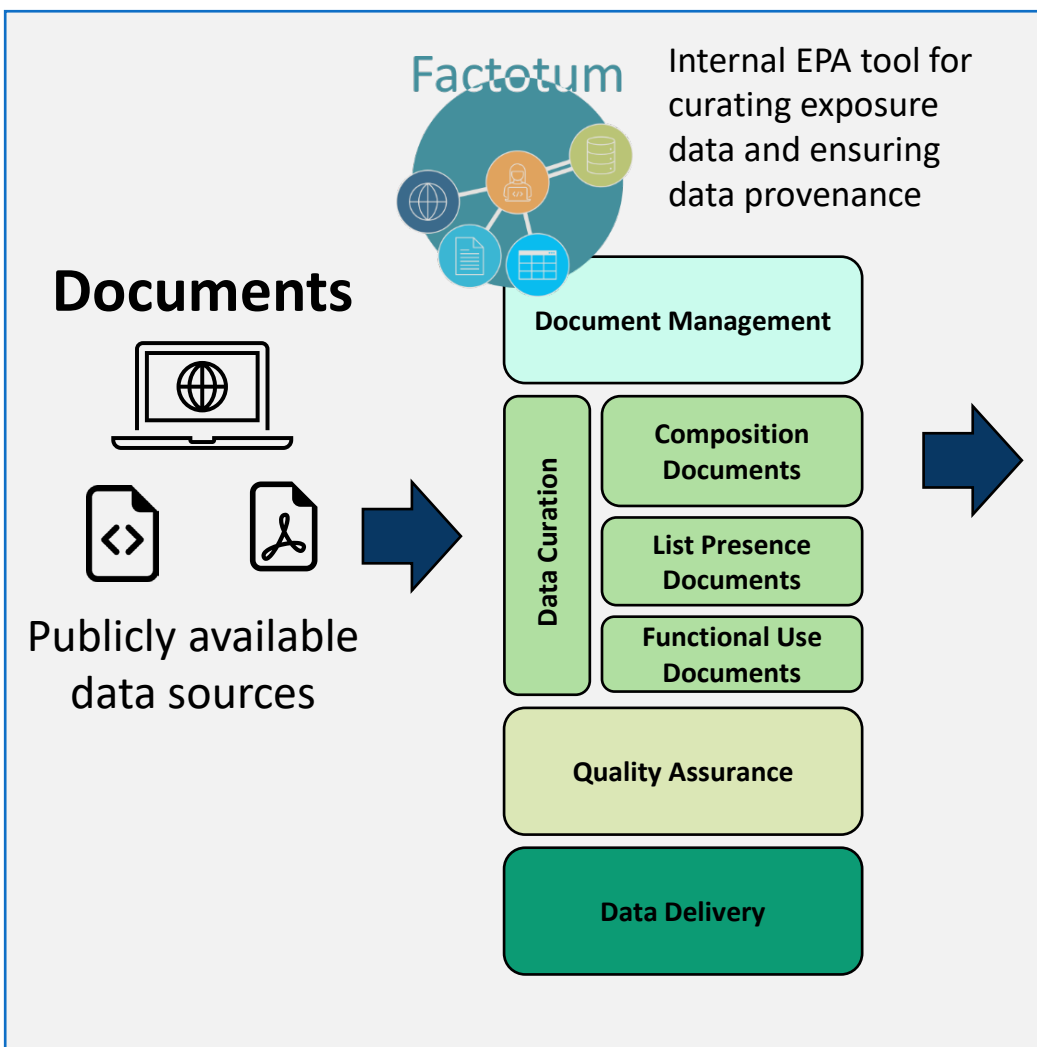 Factotum
Internal EPA tool for
curating exposure
data and ensuring
data provenance
Documents
Publicly available
data sources
Document Management
Data Curation
Composition
Documents
List Presence
Documents
Functional Use
Documents
Quality Assurance
Data Delivery